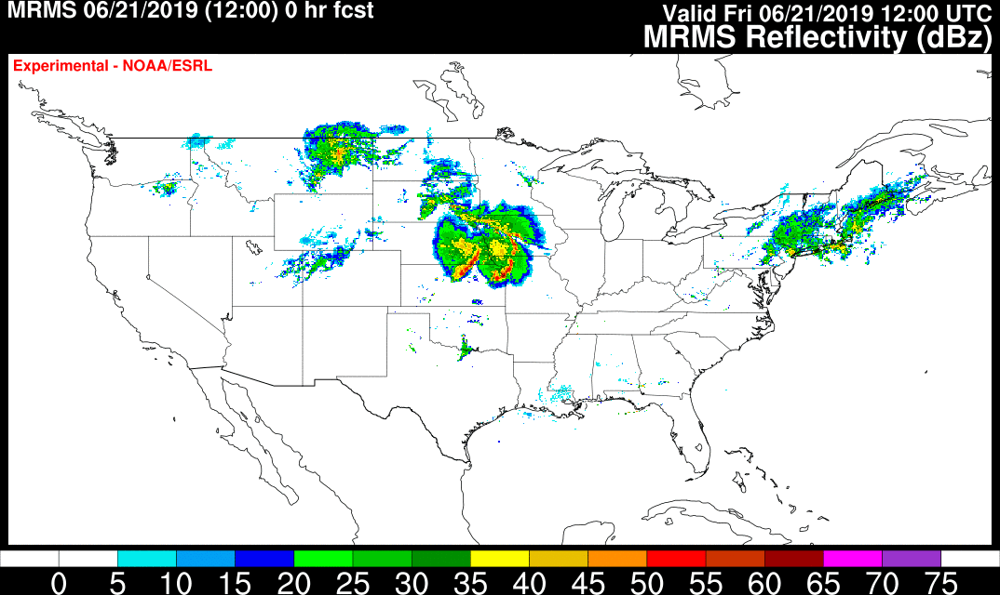 MRMS 06/21/2019 (12:00) 0 hr fcst
Valid Fri 06/21/2019 12:00 UTC
MRMS Reflectivity (dBz)
Experimental - NOAA/ESRL
0 5 10 15 20 25 30 35 40 45 50 55 60 65 70 75